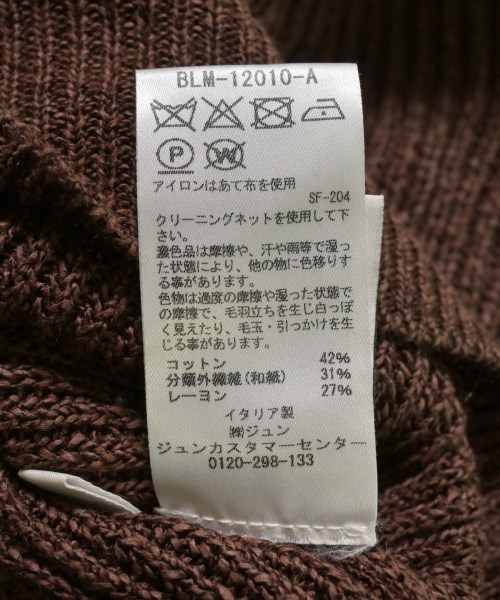 BLM-12010-A
P W
アイロンはあて布を使用
SF-204
クリーニングネットを使用して下
さい。
濃色品は摩擦や、汗や雨等で湿っ
た状態により、他の物に色移りす
る事があります。
色物は過度の摩擦や湿った状態で
の摩擦で、毛羽立ちを生じ白っぽ
く見えたり、毛玉・引っかけを生
じる事があります。
コットン 42%
分類外繊維(和紙) 31%
レーヨン 27%
イタリア製
㈱ジュン
ジュンカスタマーセンター
0120-298-133